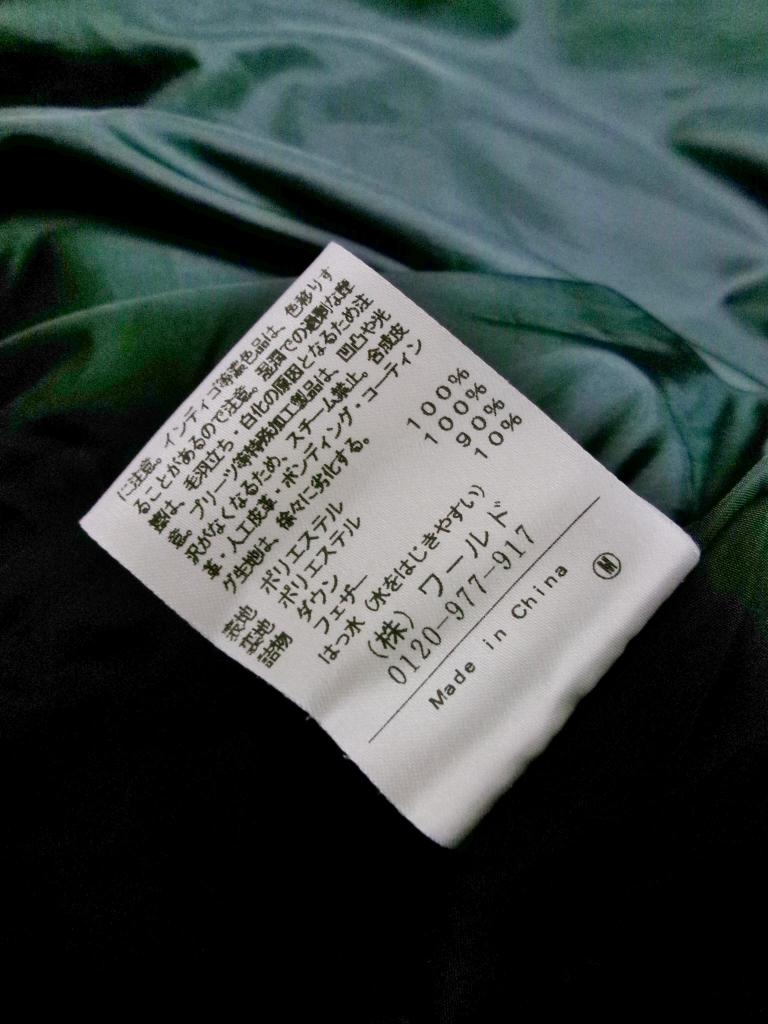 に注意。インディゴ等濃色品は、色移りす
ることがあるので注意。湿潤での過剰な摩
擦は、毛羽立ち・白化の原因となるため注
意。プリーツ等特殊加工製品は、凹凸や光
沢がなくなるため、スチーム禁止。合成皮
革・人工皮革・ボンディング・コーティン
グ生地は、徐々に劣化する。
表地 ポリエステル 100%
裏地 ポリエステル 100%
詰物 ダウン 90%
フェザー 10%
はっ水（水をはじきやすい）
（株）ワールド
0120-977-917
Made in China Ⓜ